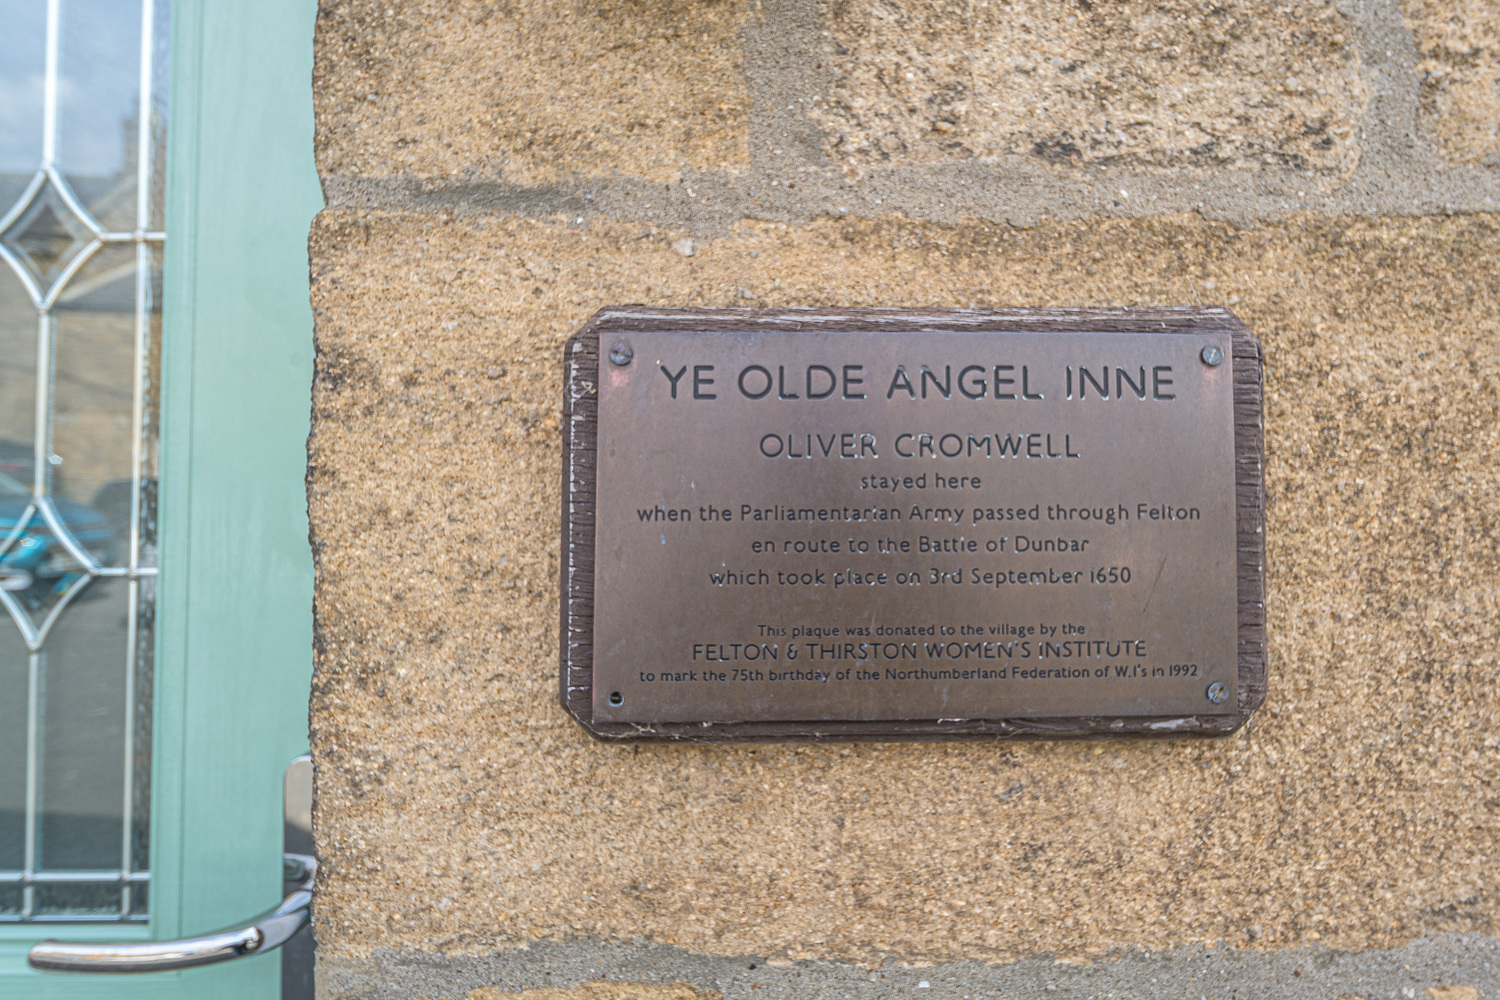 YE OLDE ANGEL INNE
OLIVER CROMWELL
stayed here
when the Parliamentarian Army passed through Felton
en route to the Battle of Dunbar
which took place on 3rd September 1650
This plaque was donated to the village by the
FELTON & THIRSTON WOMEN'S INSTITUTE
to mark the 75th birthday of the Northumberland Federation of W.I's in 1992